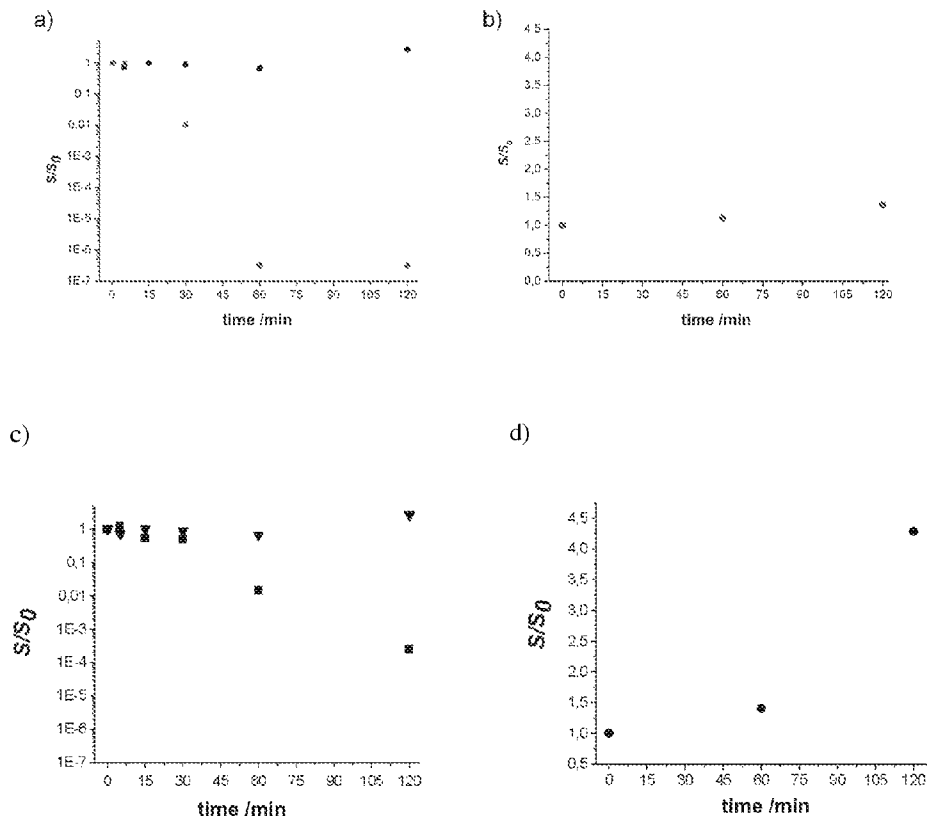 a)
1
0,1
0,01
1E-3
1E-4
1E-5
1E-6
1E-7
S/S0
0 15 30 45 60 75 90 105 120
time /min
b)
4,5
4,0
3,5
3,0
2,5
2,0
1,5
1,0
0,5
0,0
S/S0
0 15 30 45 60 75 90 105 120
time /min
c)
1
0,1
0,01
1E-3
1E-4
1E-5
1E-6
1E-7
S/S0
0 15 30 45 60 75 90 105 120
time /min
d)
4,5
4,0
3,5
3,0
2,5
2,0
1,5
1,0
0,5
S/S0
0 15 30 45 60 75 90 105 120
time /min